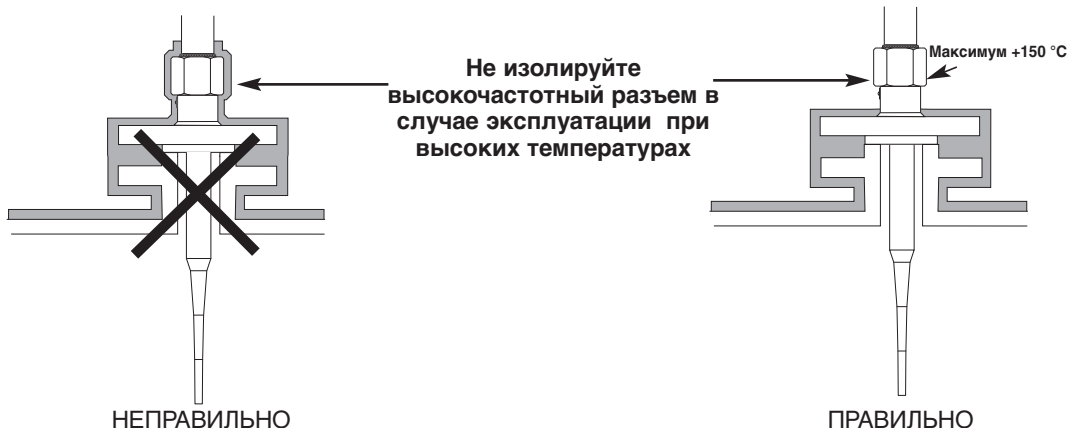 Не изолируйте
высокочастотный разъем в
случае эксплуатации при
высоких температурах
Максимум +150 °C
НЕПРАВИЛЬНО
ПРАВИЛЬНО